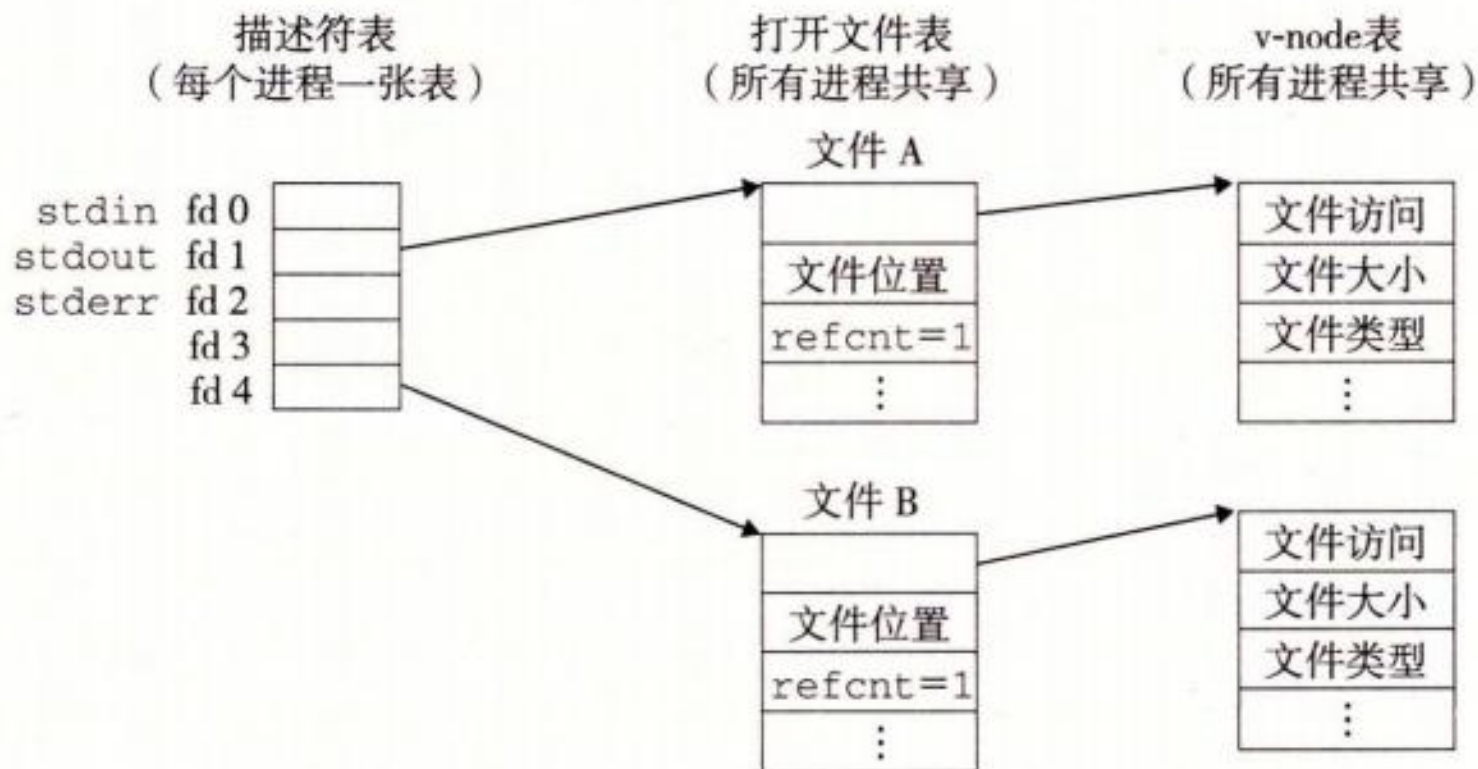 描述符表
（每个进程一张表）
打开文件表
（所有进程共享）
v-node表
（所有进程共享）
stdin fd 0
stdout fd 1
stderr fd 2
fd 3
fd 4
文件 A
文件位置
refcnt=1
⋮
文件访问
文件大小
文件类型
⋮
文件 B
文件位置
refcnt=1
⋮
文件访问
文件大小
文件类型
⋮